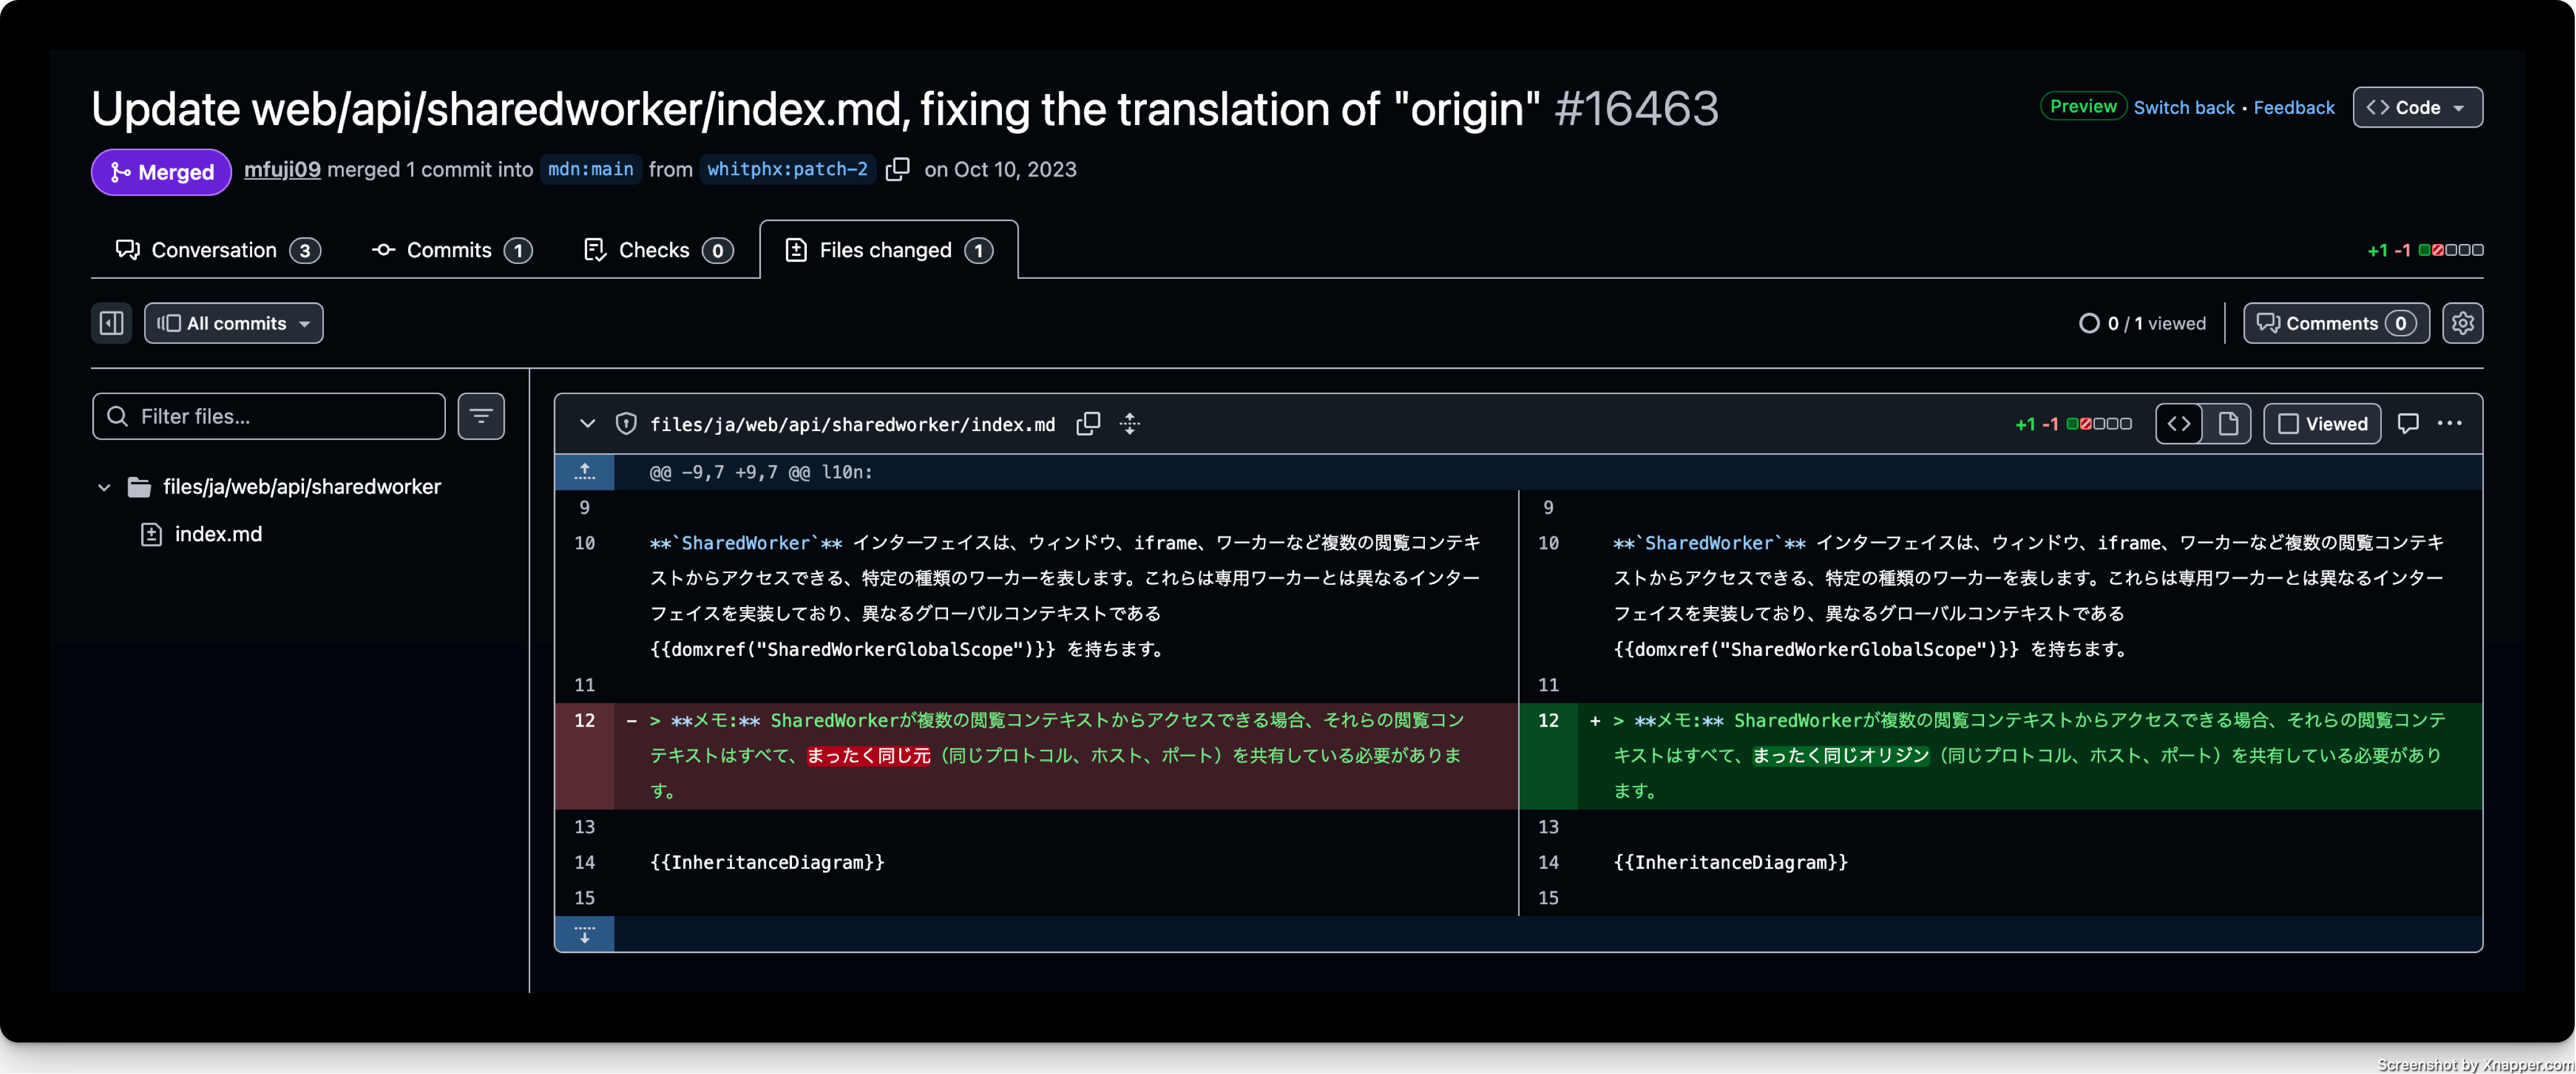 Update web/api/sharedworker/index.md, fixing the translation of "origin" #16463
Preview Switch back • Feedback <> Code
Merged mfuji09 merged 1 commit into mdn:main from whitphx:patch-2 on Oct 10, 2023
Conversation 3 Commits 1 Checks 0 Files changed 1 +1 -1
All commits 0 / 1 viewed Comments 0
Filter files...
files/ja/web/api/sharedworker
index.md
files/ja/web/api/sharedworker/index.md +1 -1 Viewed
@@ -9,7 +9,7 @@ l10n:
9
10 **`SharedWorker`** インターフェイスは、ウィンドウ、iframe、ワーカーなど複数の閲覧コンテキ
ストからアクセスできる、特定の種類のワーカーを表します。これらは専用ワーカーとは異なるインター
フェイスを実装しており、異なるグローバルコンテキストである
{{domxref("SharedWorkerGlobalScope")}} を持ちます。
11
12 - > **メモ:** SharedWorkerが複数の閲覧コンテキストからアクセスできる場合、それらの閲覧コン
テキストはすべて、まったく同じ元（同じプロトコル、ホスト、ポート）を共有している必要がありま
す。
13
14 {{InheritanceDiagram}}
15
9
10 **`SharedWorker`** インターフェイスは、ウィンドウ、iframe、ワーカーなど複数の閲覧コンテキ
ストからアクセスできる、特定の種類のワーカーを表します。これらは専用ワーカーとは異なるインター
フェイスを実装しており、異なるグローバルコンテキストである
{{domxref("SharedWorkerGlobalScope")}} を持ちます。
11
12 + > **メモ:** SharedWorkerが複数の閲覧コンテキストからアクセスできる場合、それらの閲覧コンテ
キストはすべて、まったく同じオリジン（同じプロトコル、ホスト、ポート）を共有している必要があり
ます。
13
14 {{InheritanceDiagram}}
15
Screenshot by Xnapper.com